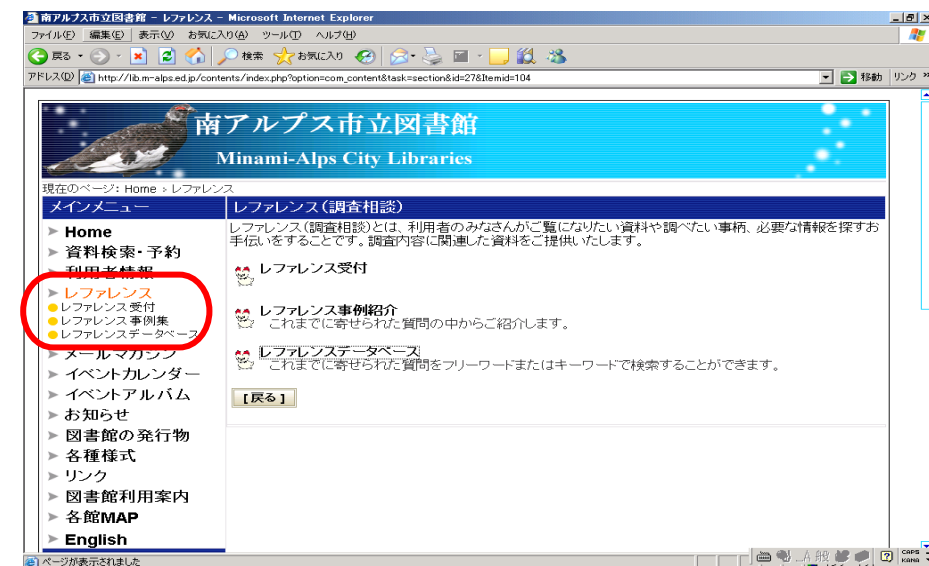 南アルプス市立図書館 - レファレンス - Microsoft Internet Explorer
ファイル(F) 編集(E) 表示(V) お気に入り(A) ツール(T) ヘルプ(H)
戻る 検索 お気に入り
アドレス(D) http://lib.m-alps.ed.jp/contents/index.php?option=com_content&task=section&id=27&Itemid=104 移動 リンク »
南アルプス市立図書館
Minami-Alps City Libraries
現在のページ: Home › レファレンス
メインメニュー
Home
資料検索・予約
利用者情報
レファレンス
レファレンス受付
レファレンス事例集
レファレンスデータベース
メールマガジン
イベントカレンダー
イベントアルバム
お知らせ
図書館の発行物
各種様式
リンク
図書館利用案内
各館MAP
English
レファレンス(調査相談)
レファレンス(調査相談)とは、利用者のみなさんがご覧になりたい資料や調べたい事柄、必要な情報を探すお
手伝いをすることです。調査内容に関連した資料をご提供いたします。
レファレンス受付
レファレンス事例紹介
これまでに寄せられた質問の中からご紹介します。
レファレンスデータベース
これまでに寄せられた質問をフリーワードまたはキーワードで検索することができます。
[戻る]
ページが表示されました
A 般 CAPS
KANA